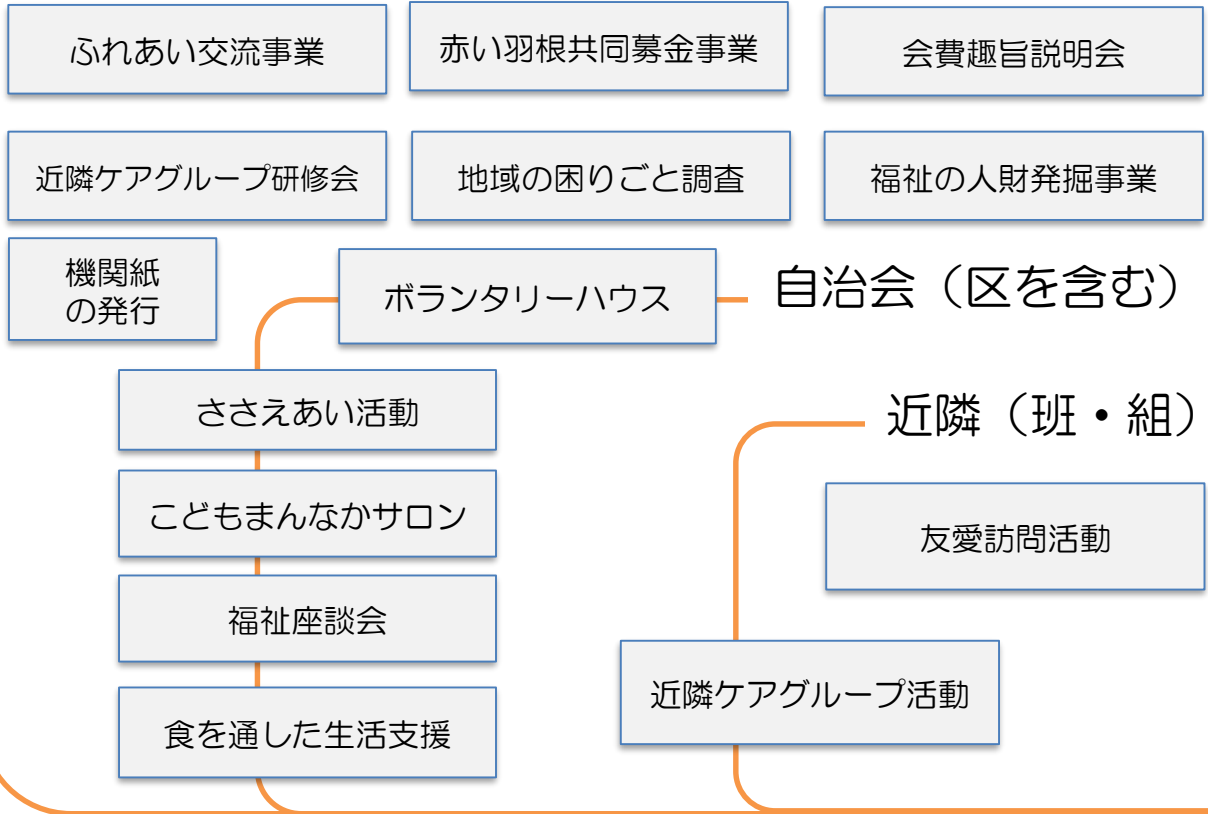 ふれあい交流事業
赤い羽根共同募金事業
会費趣旨説明会
近隣ケアグループ研修会
地域の困りごと調査
福祉の人財発掘事業
機関紙
の発行
ボランタリーハウス
自治会（区を含む）
ささえあい活動
近隣（班・組）
こどもまんなかサロン
友愛訪問活動
福祉座談会
近隣ケアグループ活動
食を通した生活支援